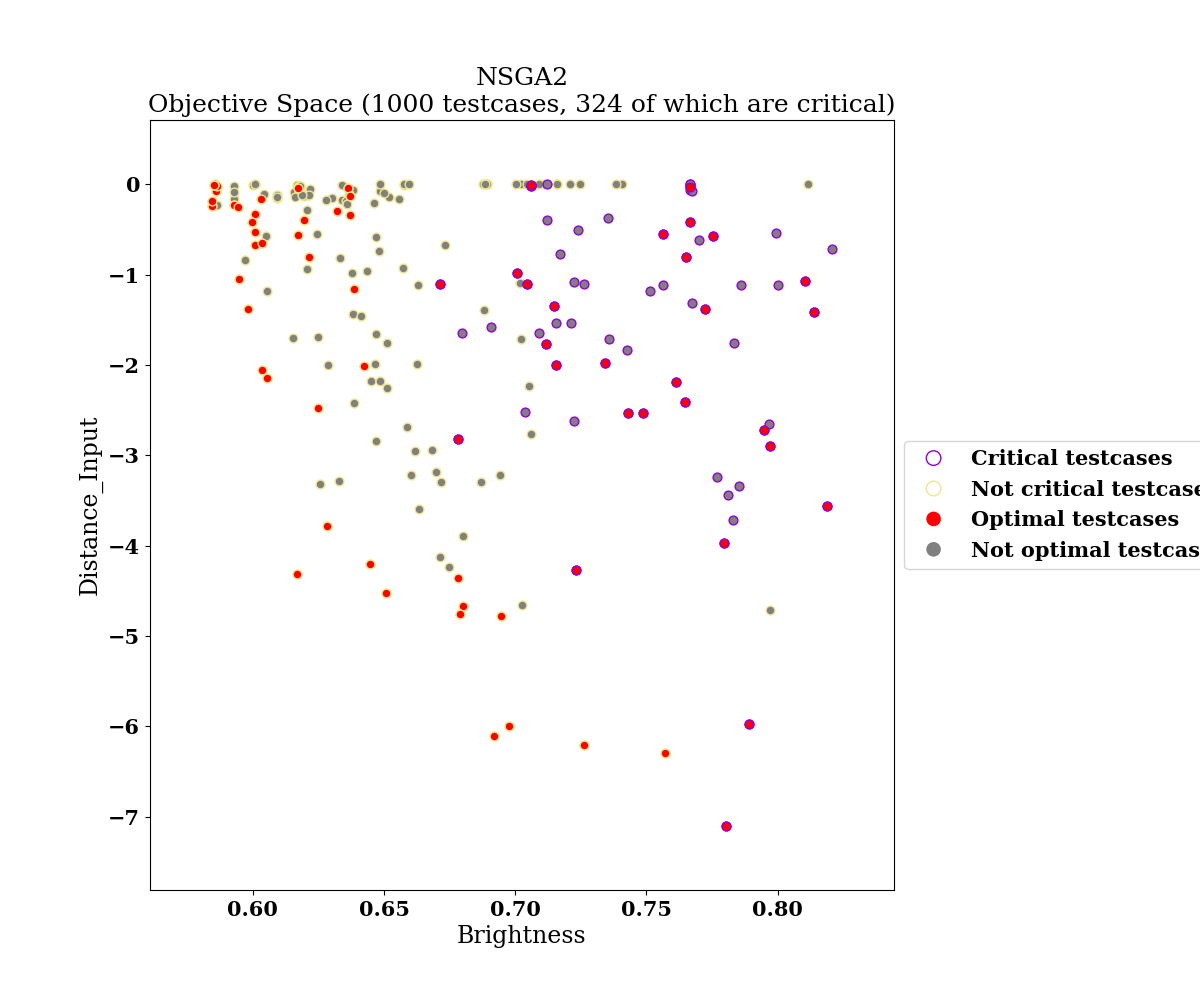 NSGA2
Objective Space (1000 testcases, 324 of which are critical)
0
−1
−2
−3
−4
−5
−6
−7
Distance_Input
0.60 0.65 0.70 0.75 0.80
Brightness
Critical testcases
Not critical testcase
Optimal testcases
Not optimal testcas